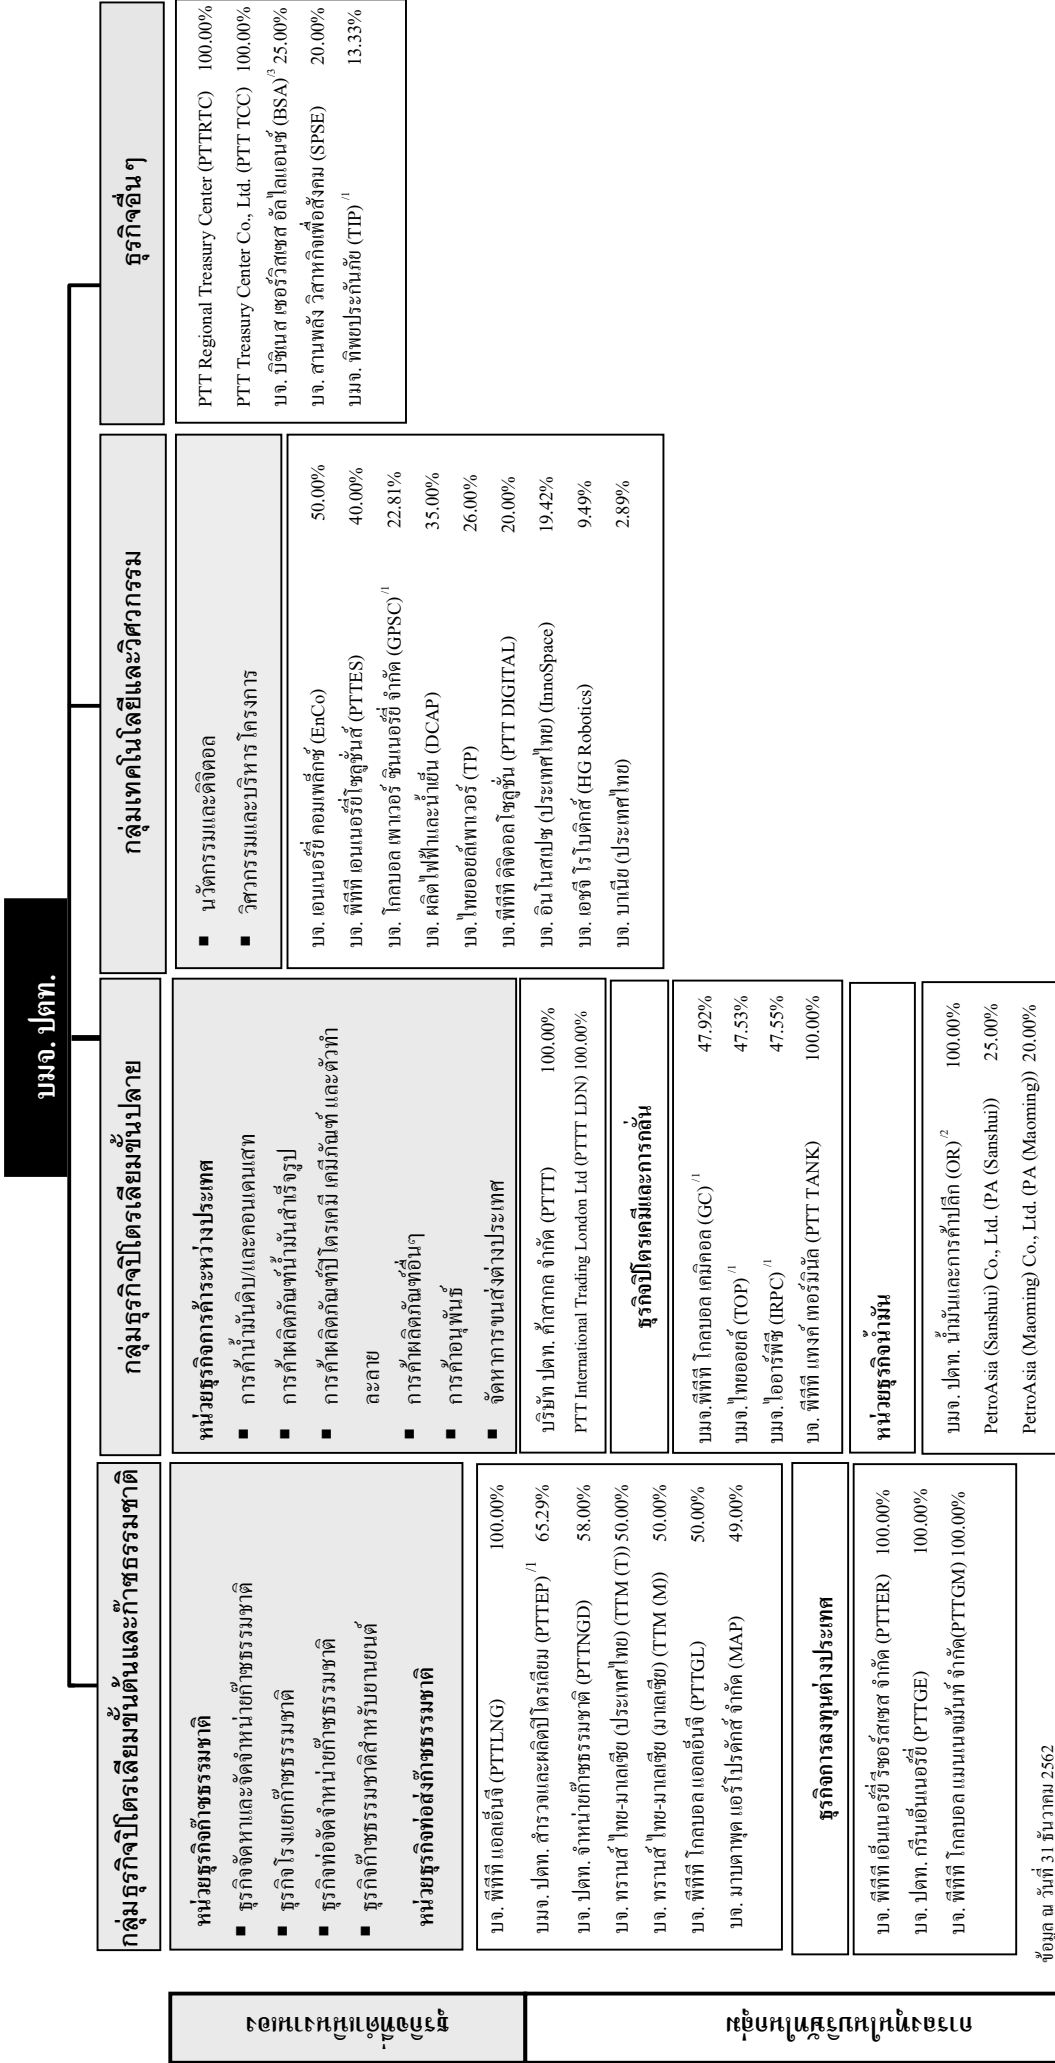 บมจ. ปตท.
กลุ่มธุรกิจปิโตรเลียมขั้นต้นและก๊าซธรรมชาติ
กลุ่มธุรกิจปิโตรเลียมขั้นปลาย
กลุ่มเทคโนโลยีและวิศวกรรม
ธุรกิจอื่น ๆ
ธุรกิจที่ดำเนินงานเอง
หน่วยธุรกิจก๊าซธรรมชาติ
■ ธุรกิจจัดหาและจัดจำหน่ายก๊าซธรรมชาติ
■ ธุรกิจโรงแยกก๊าซธรรมชาติ
■ ธุรกิจท่อจัดจำหน่ายก๊าซธรรมชาติ
■ ธุรกิจก๊าซธรรมชาติสำหรับยานยนต์
หน่วยธุรกิจท่อส่งก๊าซธรรมชาติ
หน่วยธุรกิจการค้าระหว่างประเทศ
■ การค้าน้ำมันดิบ/และคอนเดนเสท
■ การค้าผลิตภัณฑ์น้ำมันสำเร็จรูป
■ การค้าผลิตภัณฑ์ปิโตรเคมี เคมีภัณฑ์ และตัวทำ
ละลาย
■ การค้าผลิตภัณฑ์อื่นๆ
■ การค้าอนุพันธ์
■ จัดหาการขนส่งต่างประเทศ
■ นวัตกรรมและดิจิตอล
■ วิศวกรรมและบริหารโครงการ
การลงทุนในบริษัทในกลุ่ม
บจ. พีทีที แอลเอ็นจี (PTTLNG) 100.00%
บมจ. ปตท. สำรวจและผลิตปิโตรเลียม (PTTEP) /1 65.29%
บจ. ปตท. จำหน่ายก๊าซธรรมชาติ (PTTNGD) 58.00%
บจ. ทรานส์ ไทย-มาเลเซีย (ประเทศไทย) (TTM (T)) 50.00%
บจ. ทรานส์ ไทย-มาเลเซีย (มาเลเซีย) (TTM (M)) 50.00%
บจ. พีทีที โกลบอล แอลเอ็นจี (PTTGL) 50.00%
บจ. มาบตาพุด แอร์โปรดักส์ จำกัด (MAP) 49.00%
ธุรกิจการลงทุนต่างประเทศ
บจ. พีทีที เอ็นเนอร์ยี่ รีซอร์สเซส จำกัด (PTTER) 100.00%
บจ. ปตท. กรีนเอ็นเนอร์ยี่ (PTTGE) 100.00%
บจ. พีทีที โกลบอล แมนเนจเม้นท์ จำกัด(PTTGM) 100.00%
บริษัท ปตท. ค้าสากล จำกัด (PTTT) 100.00%
PTT International Trading London Ltd (PTTT LDN) 100.00%
ธุรกิจปิโตรเคมีและการกลั่น
บมจ.พีทีที โกลบอล เคมิคอล (GC) /1 47.92%
บมจ.ไทยออยล์ (TOP) /1 47.53%
บมจ.ไออาร์พีซี (IRPC) /1 47.55%
บจ. พีทีที แทงค์ เทอร์มินัล (PTT TANK) 100.00%
หน่วยธุรกิจน้ำมัน
บมจ. ปตท. น้ำมันและการค้าปลีก (OR) /2 100.00%
PetroAsia (Sanshui) Co., Ltd. (PA (Sanshui)) 25.00%
PetroAsia (Maoming) Co., Ltd. (PA (Maoming)) 20.00%
บจ. เอนเนอร์ยี่ คอมเพล็กซ์ (EnCo) 50.00%
บจ. พีทีที เอนเนอร์ยี่โซลูชั่นส์ (PTTES) 40.00%
บจ. โกลบอล เพาเวอร์ ซินเนอร์ยี่ จำกัด (GPSC) /1 22.81%
บจ. ผลิตไฟฟ้าและน้ำเย็น (DCAP) 35.00%
บจ.ไทยออยล์เพาเวอร์ (TP) 26.00%
บจ.พีทีที ดิจิตอล โซลูชั่น (PTT DIGITAL) 20.00%
บจ. อินโนสเปซ (ประเทศไทย) (InnoSpace) 19.42%
บจ. เอชจี โรโบติกส์ (HG Robotics) 9.49%
บจ. บาเนีย (ประเทศไทย) 2.89%
PTT Regional Treasury Center (PTTRTC) 100.00%
PTT Treasury Center Co., Ltd. (PTT TCC) 100.00%
บจ. บิซิเนส เซอร์วิสเซส อัลไลแอนซ์ (BSA) /3 25.00%
บจ. สานพลัง วิสาหกิจเพื่อสังคม (SPSE) 20.00%
บมจ. ทิพยประกันภัย (TIP) /1 13.33%
ข้อมูล ณ วันที่ 31 ธันวาคม 2562